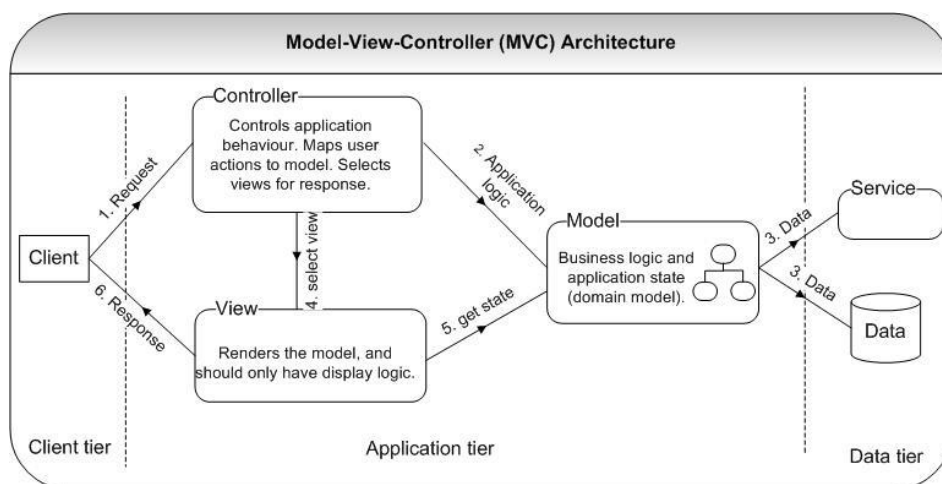 Model-View-Controller (MVC) Architecture
Controller
Controls application
behaviour. Maps user
actions to model. Selects
views for response.
1. Request
2. Application
logic
Service
Model
3. Data
Client
4. select view
Business logic and
application state
(domain model).
3. Data
6. Response
View
5. get state
Data
Renders the model, and
should only have display logic.
Client tier
Application tier
Data tier